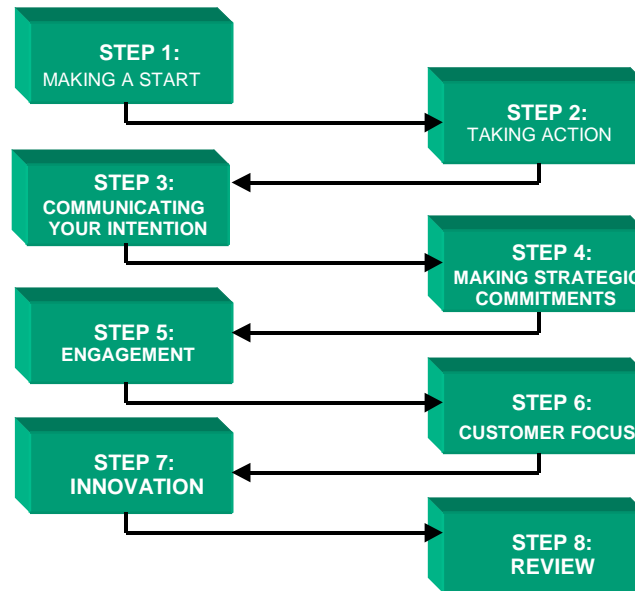 STEP 1:
MAKING A START
STEP 2:
TAKING ACTION
STEP 3:
COMMUNICATING
YOUR INTENTION
STEP 4:
MAKING STRATEGIC
COMMITMENTS
STEP 5:
ENGAGEMENT
STEP 6:
CUSTOMER FOCUS
STEP 7:
INNOVATION
STEP 8:
REVIEW